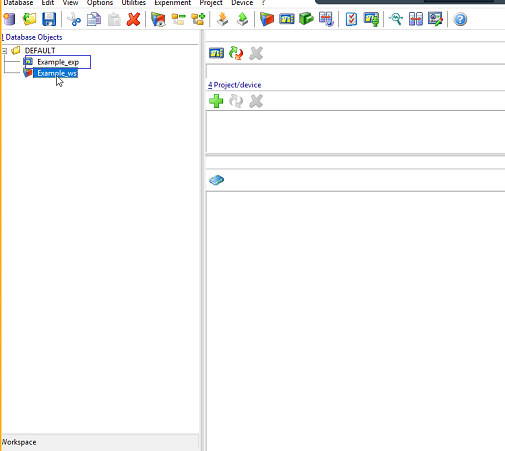 Database Edit View Options Utilities Experiment Project Device ?
1 Database Objects
DEFAULT
Example_exp
Example_ws
4 Project/device
Workspace